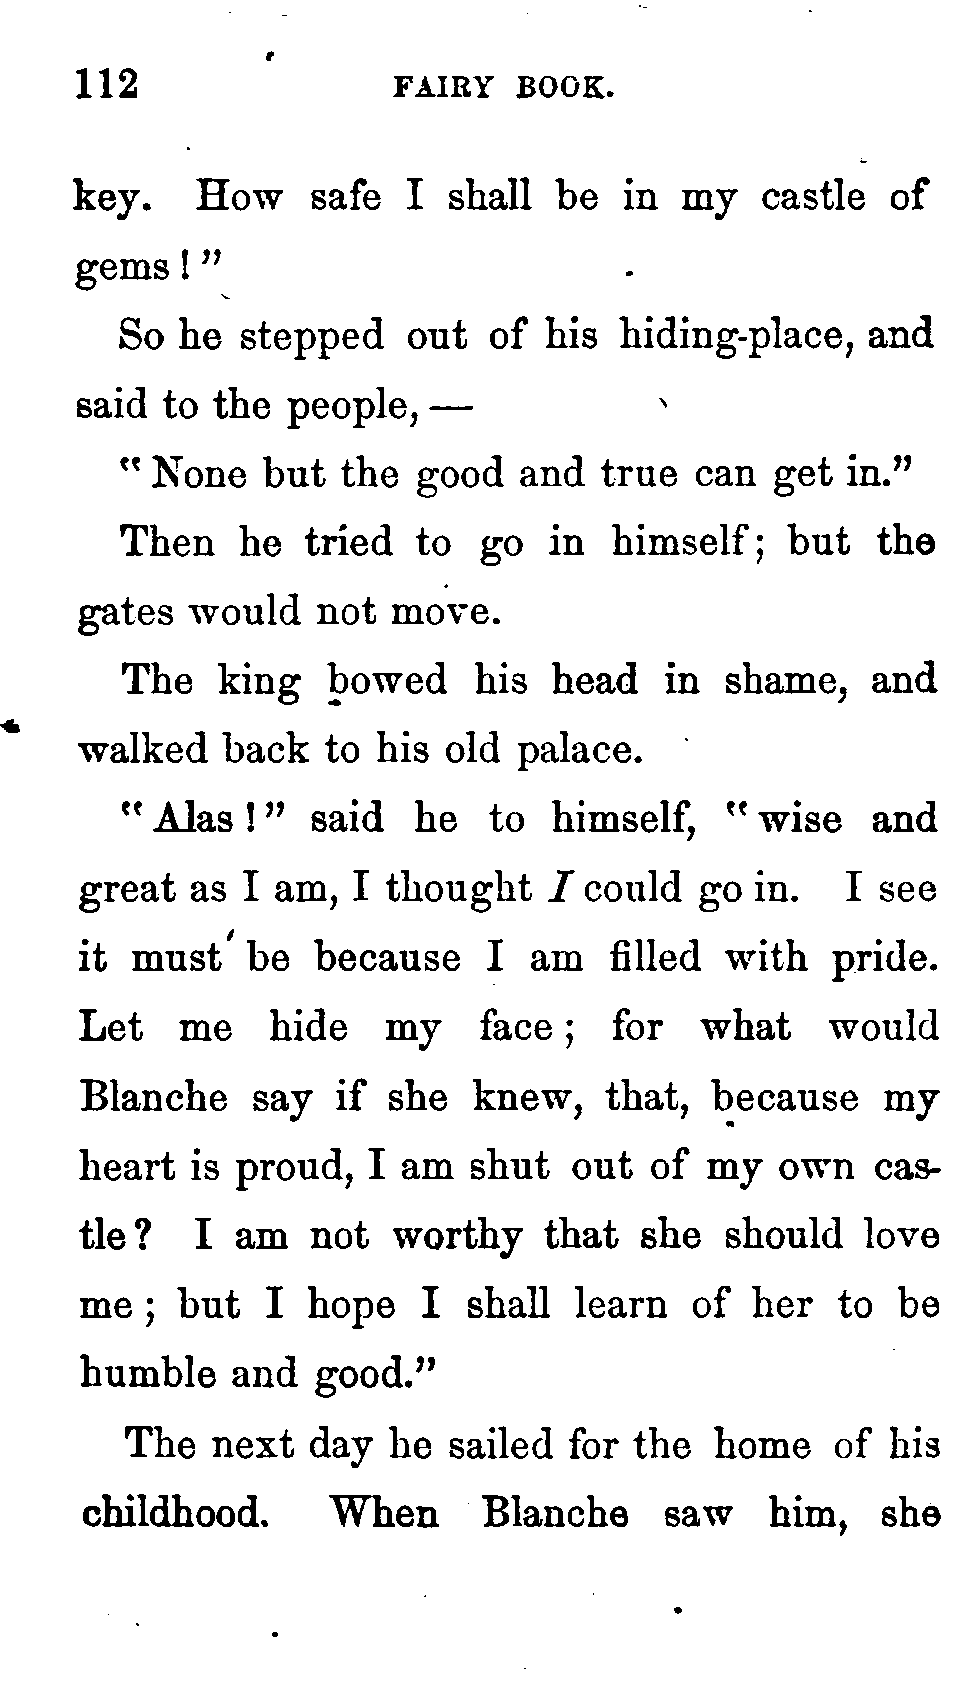 112 FAIRY BOOK.
key. How safe I shall be in my castle of
gems!"
So he stepped out of his hiding-place, and
said to the people, —
"None but the good and true can get in."
Then he tried to go in himself; but the
gates would not move.
The king bowed his head in shame, and
walked back to his old palace.
"Alas!" said he to himself, "wise and
great as I am, I thought I could go in. I see
it must be because I am filled with pride.
Let me hide my face; for what would
Blanche say if she knew, that, because my
heart is proud, I am shut out of my own cas-
tle? I am not worthy that she should love
me; but I hope I shall learn of her to be
humble and good."
The next day he sailed for the home of his
childhood. When Blanche saw him, she